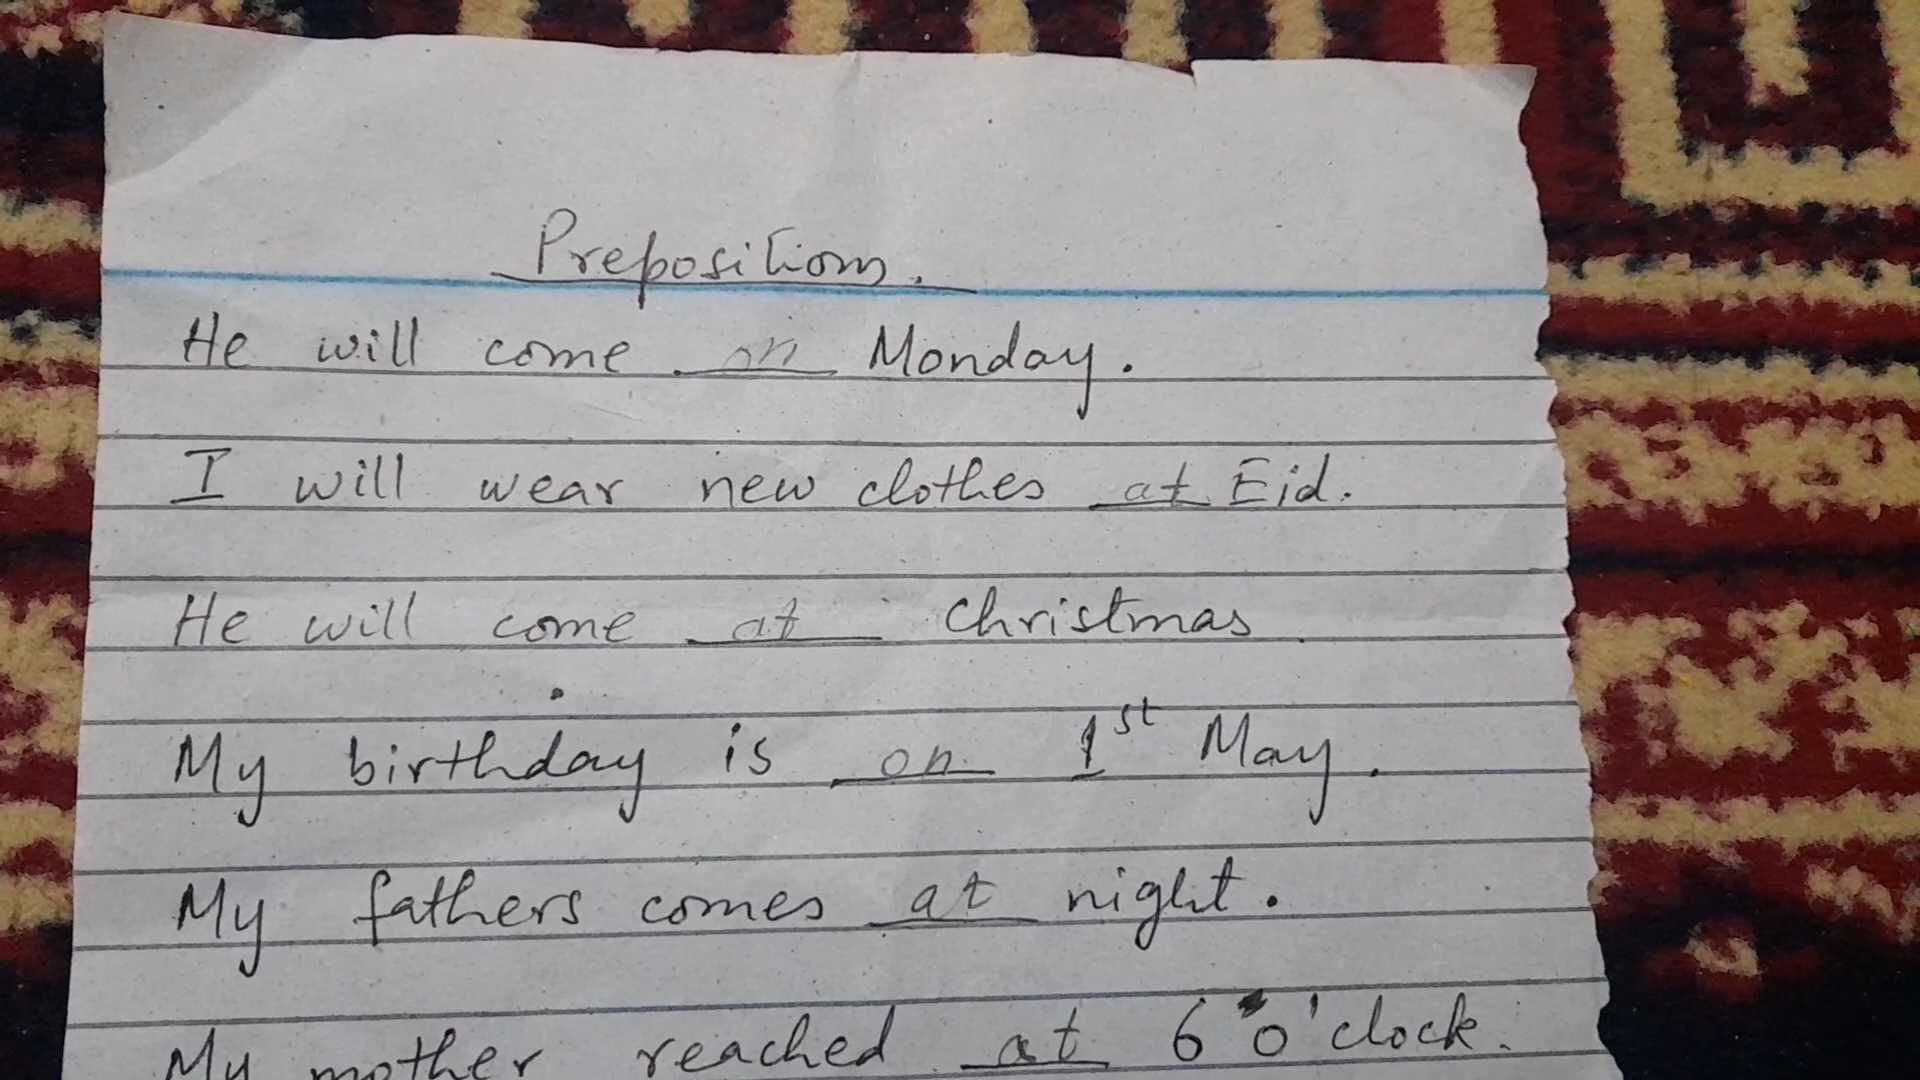 Prepositions.
He will come on Monday.
I will wear new clothes at Eid.
He will come at Christmas.
My birthday is on 1st May.
My fathers comes at night.
My mother reached at 6 o'clock.